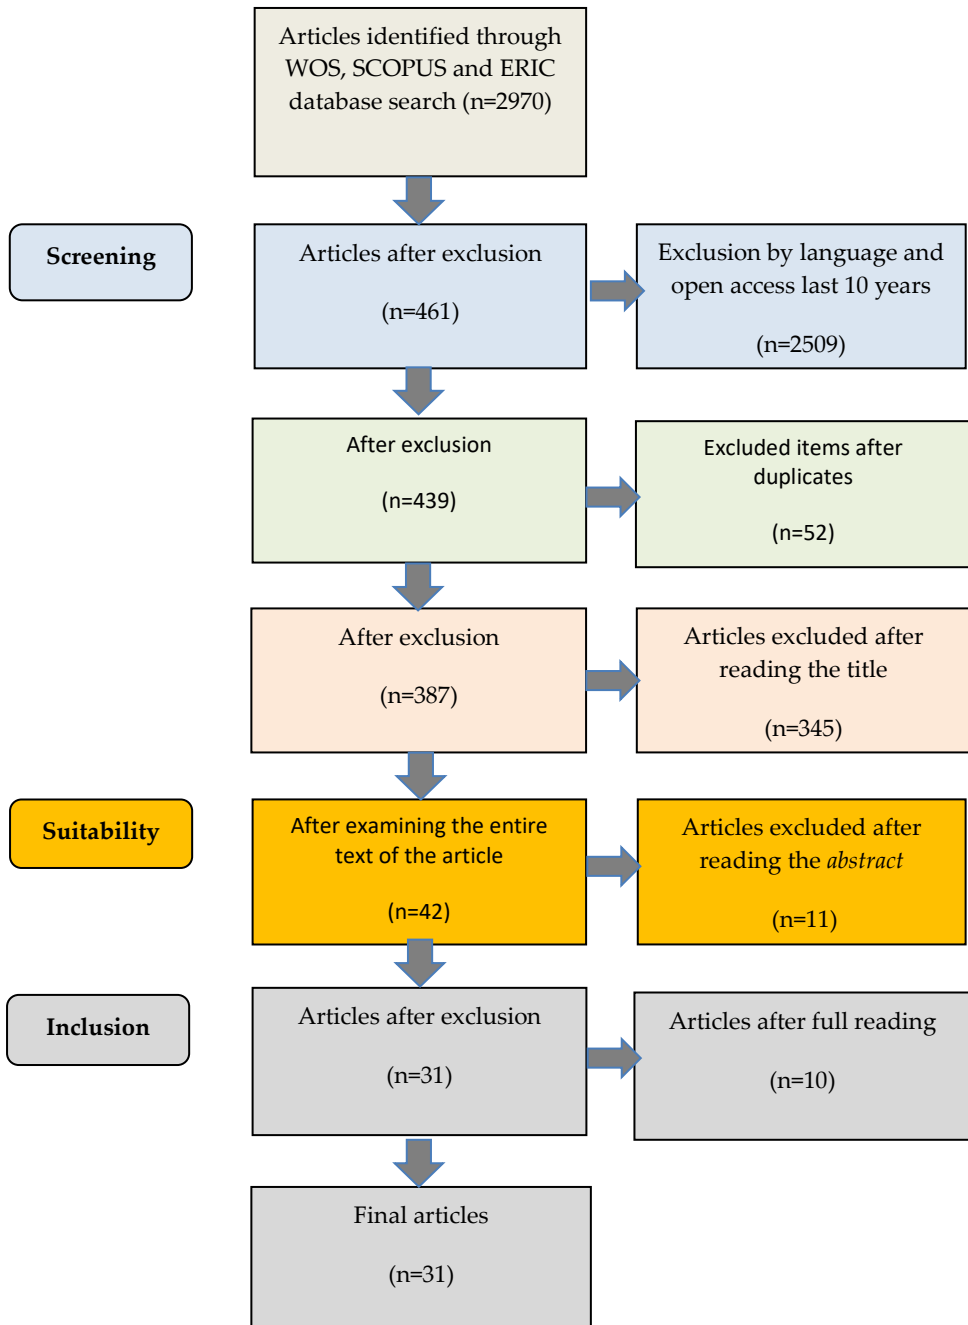 Articles identified through
WOS, SCOPUS and ERIC
database search (n=2970)
Screening
Articles after exclusion
(n=461)
Exclusion by language and
open access last 10 years
(n=2509)
After exclusion
(n=439)
Excluded items after
duplicates
(n=52)
After exclusion
(n=387)
Articles excluded after
reading the title
(n=345)
Suitability
After examining the entire
text of the article
(n=42)
Articles excluded after
reading the abstract
(n=11)
Inclusion
Articles after exclusion
(n=31)
Articles after full reading
(n=10)
Final articles
(n=31)